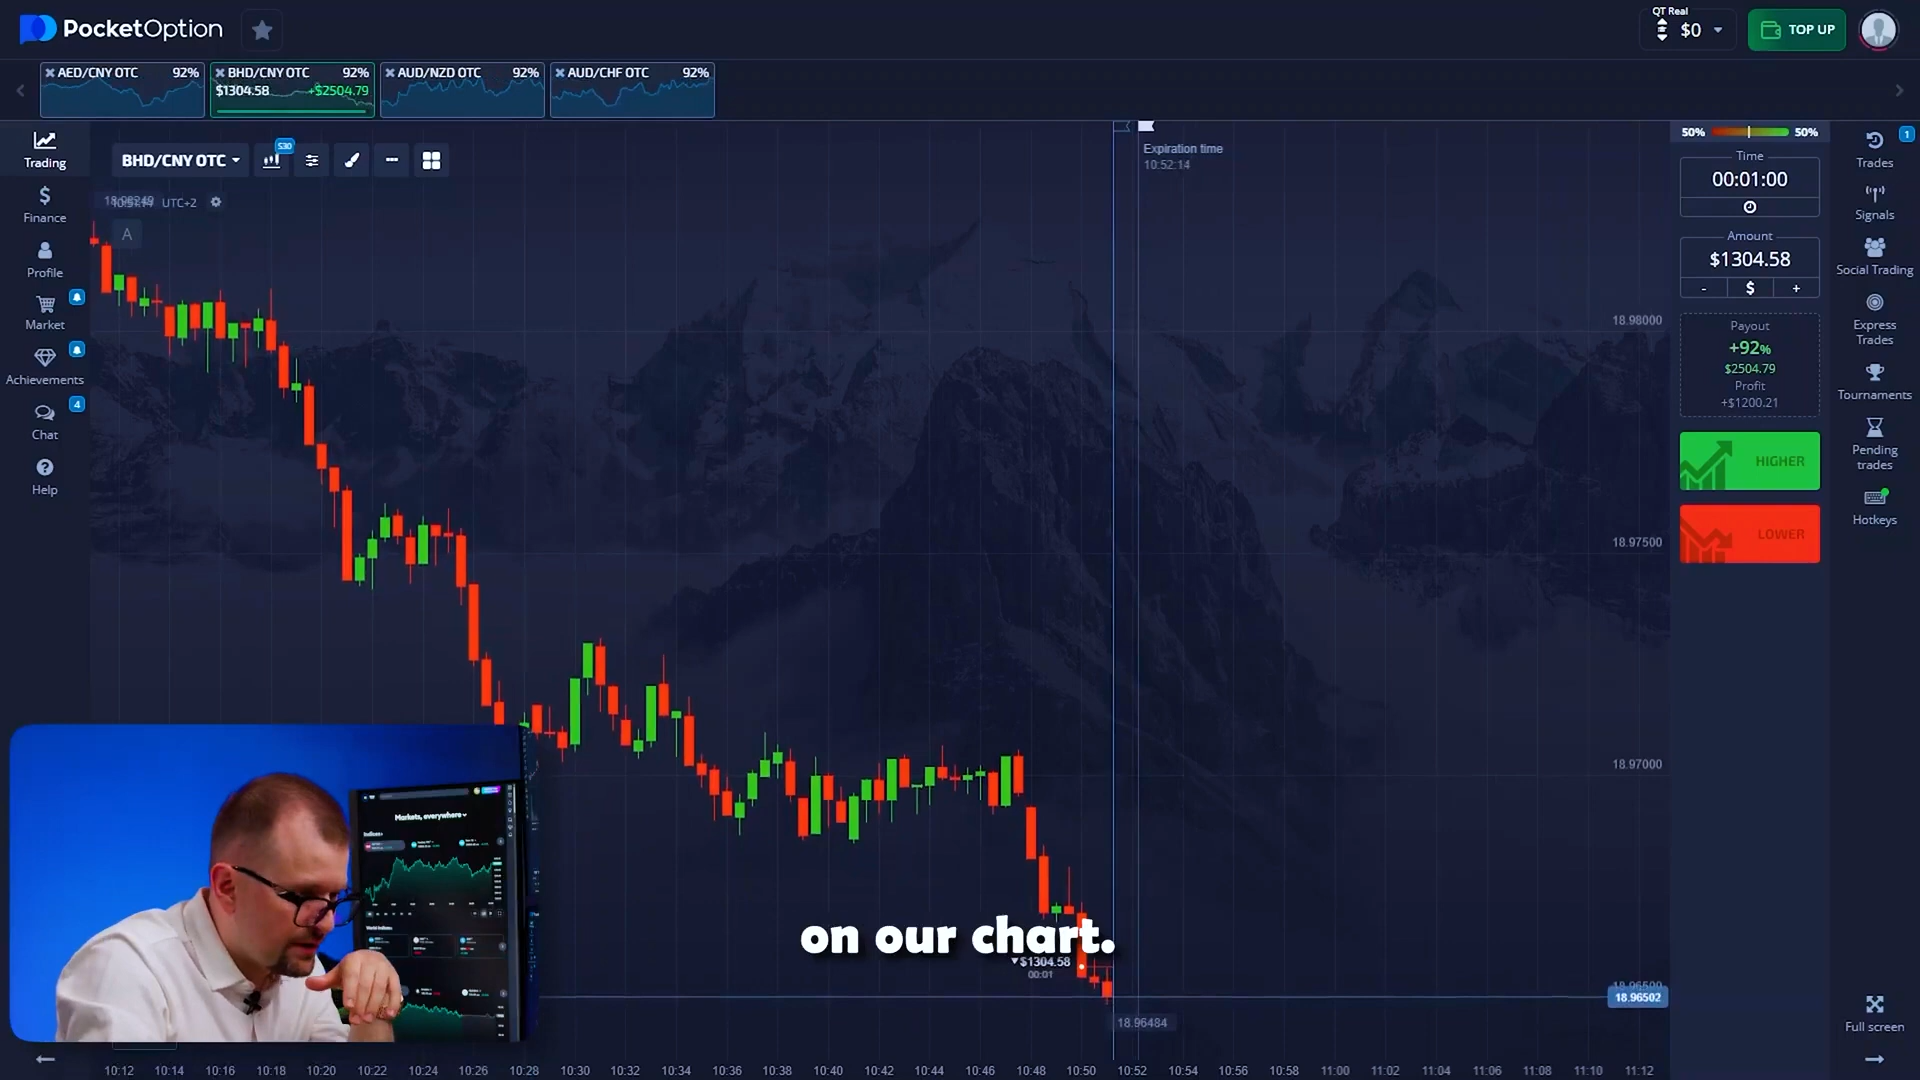 PocketOption
QT Real
$0
TOP UP
AED/CNY OTC 92%
BHD/CNY OTC 92%
$1304.58 +$2504.79
AUD/NZD OTC 92%
AUD/CHF OTC 92%
Trading
Finance
Profile
Market
Achievements
4
Chat
Help
BHD/CNY OTC
S30
UTC+2
A
Expiration time
10:52:14
18.98000
18.97500
18.97000
18.96502
18.96484
$1304.58
00:01
on our chart.
Markets, everywhere
50% 50%
Time
00:01:00
Amount
$1304.58
- $ +
Payout
+92%
$2504.79
Profit
+$1200.21
HIGHER
LOWER
1
Trades
Signals
Social Trading
Express
Trades
Tournaments
Pending
trades
Hotkeys
Full screen
10:12 10:14 10:16 10:18 10:20 10:22 10:24 10:26 10:28 10:30 10:32 10:34 10:36 10:38 10:40 10:42 10:44 10:46 10:48 10:50 10:52 10:54 10:56 10:58 11:00 11:02 11:04 11:06 11:08 11:10 11:12